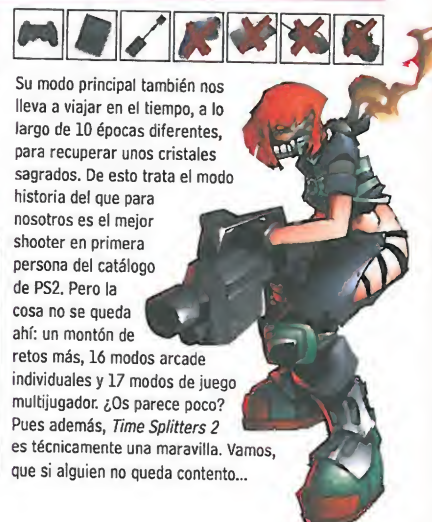 Su modo principal también nos
lleva a viajar en el tiempo, a lo
largo de 10 épocas diferentes,
para recuperar unos cristales
sagrados. De esto trata el modo
historia del que para
nosotros es el mejor
shooter en primera
persona del catálogo
de PS2. Pero la
cosa no se queda
ahí: un montón de
retos más, 16 modos arcade
individuales y 17 modos de juego
multijugador. ¿Os parece poco?
Pues además, Time Splitters 2
es técnicamente una maravilla. Vamos,
que si alguien no queda contento...